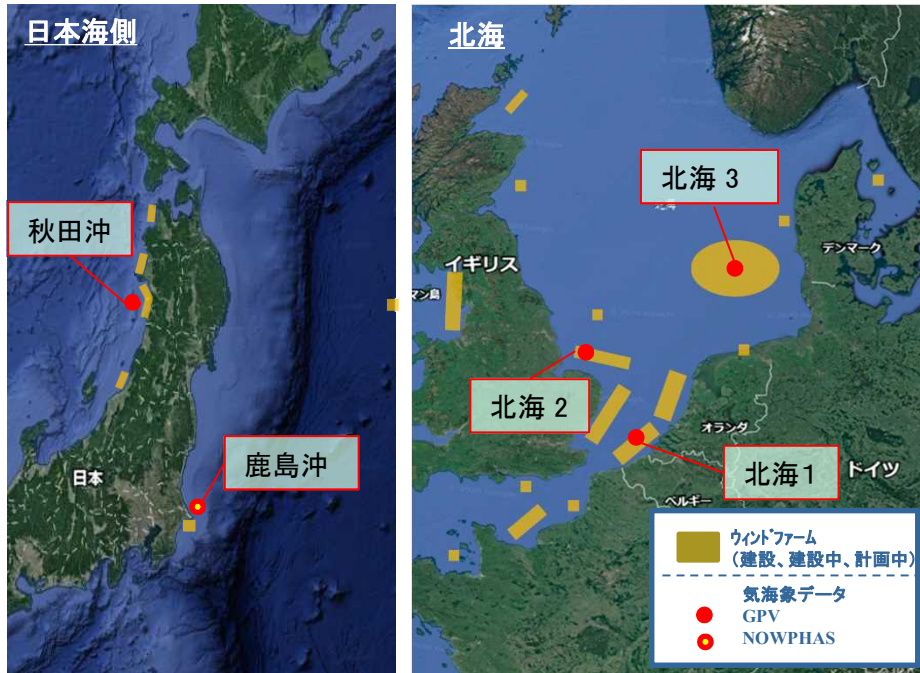 日本海側
秋田沖
鹿島沖
日本
北海
北海 3
イギリス
マン島
デンマーク
北海 2
オランダ
北海 1
ドイツ
ベルギー
ウィンドファーム
(建設、建設中、計画中)
気海象データ
GPV
NOWPHAS